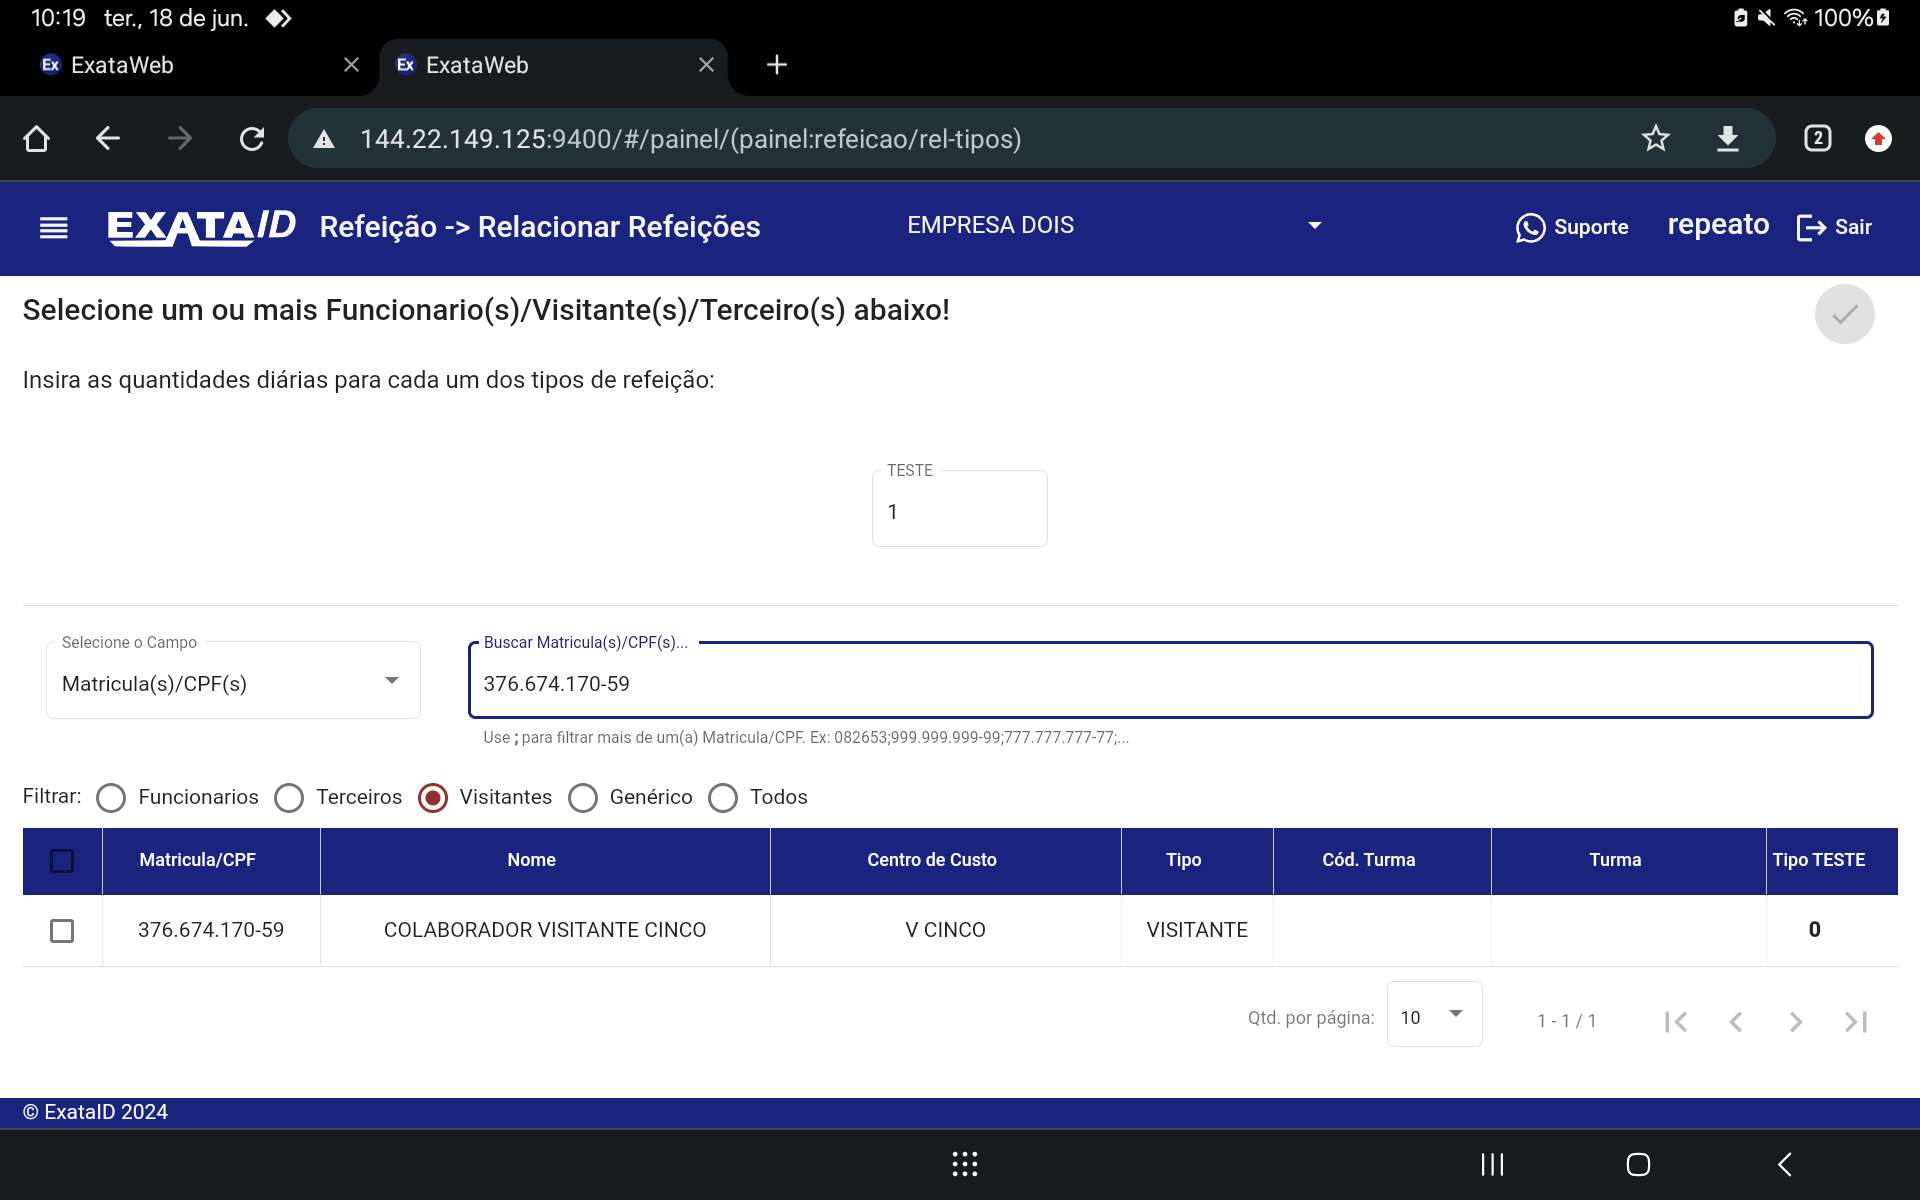 10:19 ter., 18 de jun. 100%
Ex ExataWeb
Ex ExataWeb
144.22.149.125:9400/#/painel/(painel:refeicao/rel-tipos)
2
EXATAID Refeição -> Relacionar Refeições EMPRESA DOIS Suporte repeato Sair
Selecione um ou mais Funcionario(s)/Visitante(s)/Terceiro(s) abaixo!
Insira as quantidades diárias para cada um dos tipos de refeição:
TESTE
1
Selecione o Campo
Matricula(s)/CPF(s)
Buscar Matricula(s)/CPF(s)...
376.674.170-59
Use ; para filtrar mais de um(a) Matricula/CPF. Ex: 082653;999.999.999-99;777.777.777-77;...
Filtrar: Funcionarios Terceiros Visitantes Genérico Todos
Matricula/CPF Nome Centro de Custo Tipo Cód. Turma Turma Tipo TESTE
376.674.170-59 COLABORADOR VISITANTE CINCO V CINCO VISITANTE 0
Qtd. por página: 10 1 - 1 / 1
© ExataID 2024